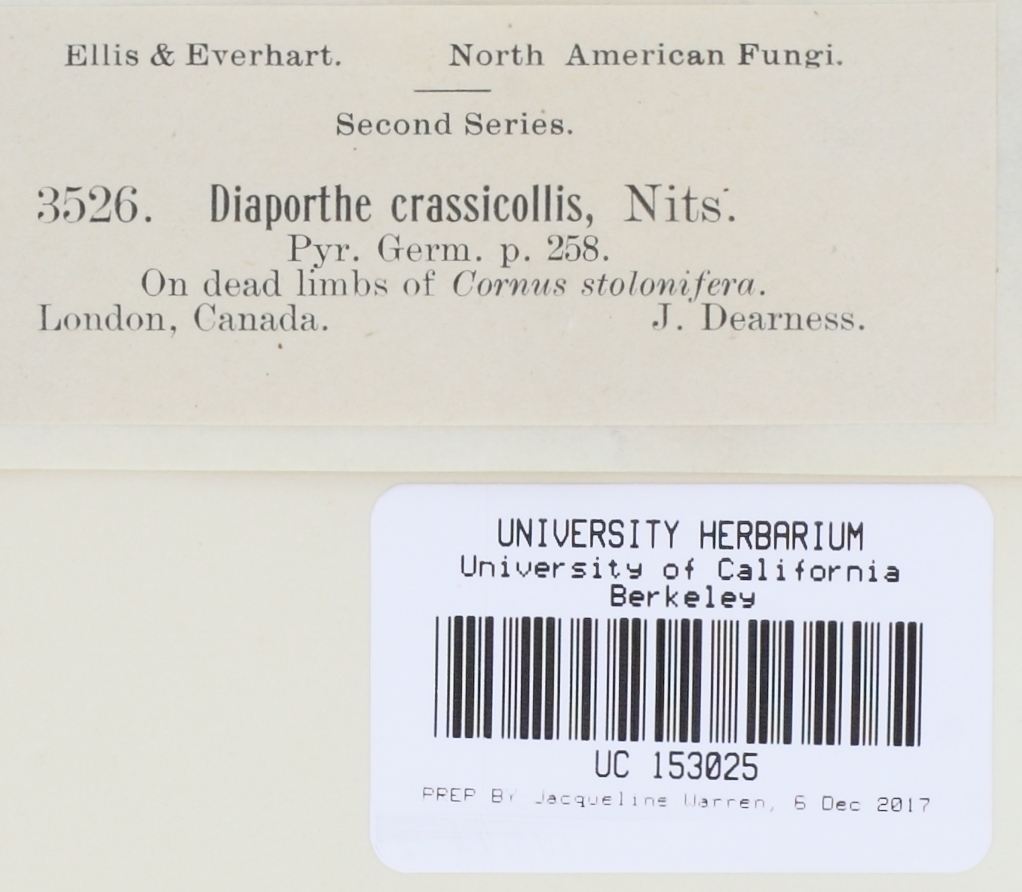 Ellis & Everhart. North American Fungi.
Second Series.
3526. Diaporthe crassicollis, Nits.
Pyr. Germ. p. 258.
On dead limbs of Cornus stolonifera.
London, Canada. J. Dearness.
UNIVERSITY HERBARIUM
University of California
Berkeley
UC 153025
PREP BY Jacqueline Warren, 6 Dec 2017